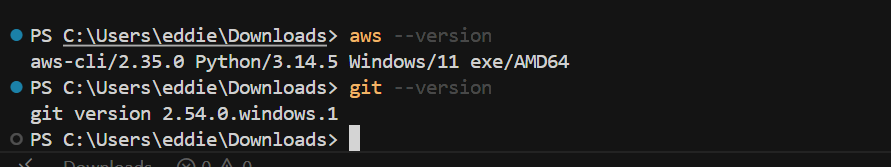 PS C:\Users\eddie\Downloads> aws --version
aws-cli/2.35.0 Python/3.14.5 Windows/11 exe/AMD64
PS C:\Users\eddie\Downloads> git --version
git version 2.54.0.windows.1
PS C:\Users\eddie\Downloads>
Downloads 0 0